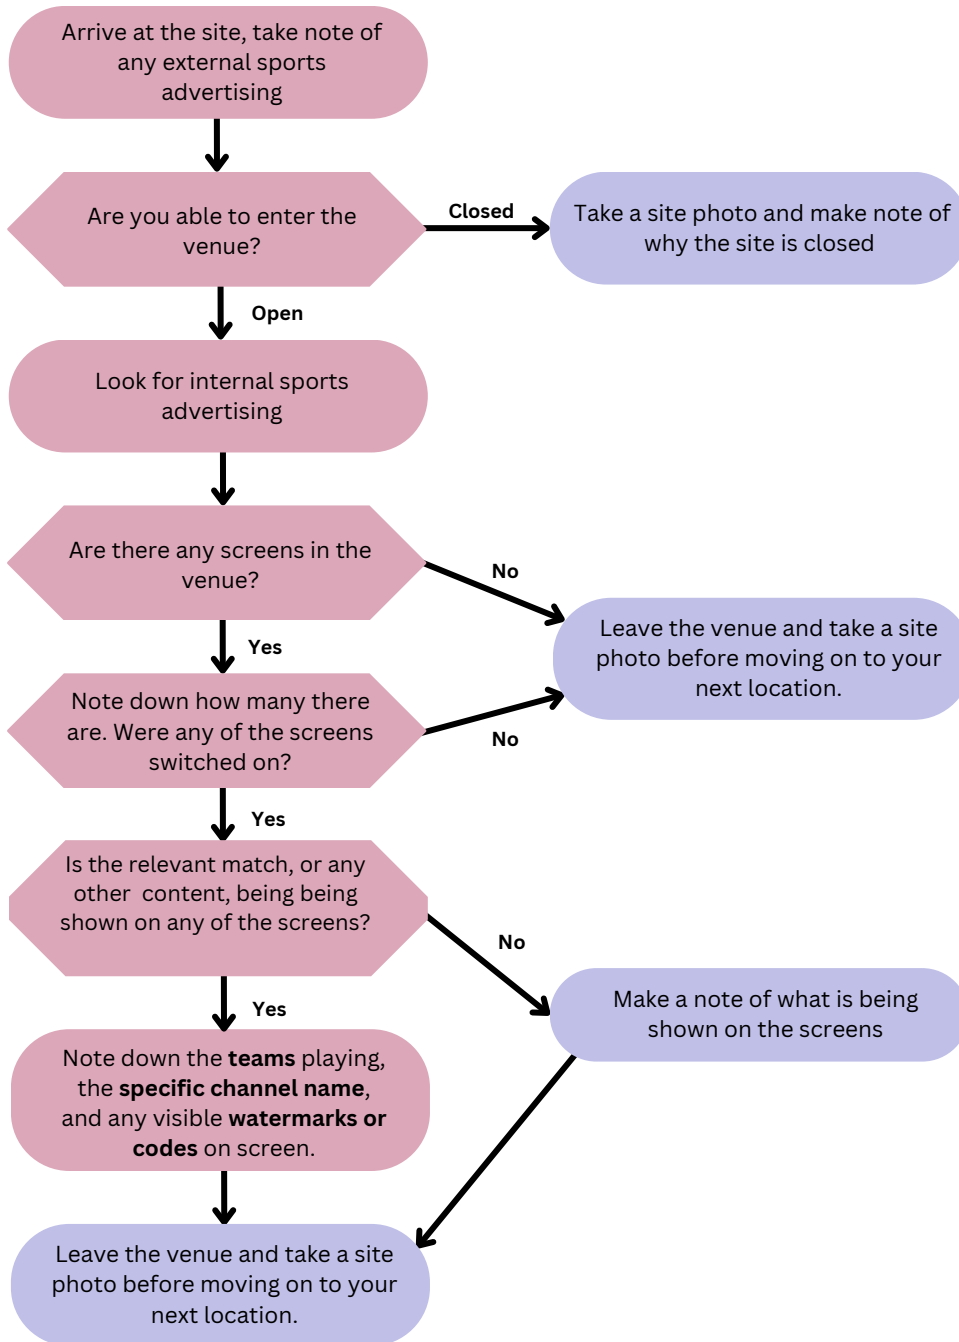 Arrive at the site, take note of
any external sports
advertising
Are you able to enter the
venue?
Closed
Take a site photo and make note of
why the site is closed
Open
Look for internal sports
advertising
Are there any screens in the
venue?
No
Leave the venue and take a site
photo before moving on to your
next location.
Yes
Note down how many there
are. Were any of the screens
switched on?
No
Yes
Is the relevant match, or any
other content, being being
shown on any of the screens?
No
Make a note of what is being
shown on the screens
Yes
Note down the teams playing,
the specific channel name,
and any visible watermarks or
codes on screen.
Leave the venue and take a site
photo before moving on to your
next location.